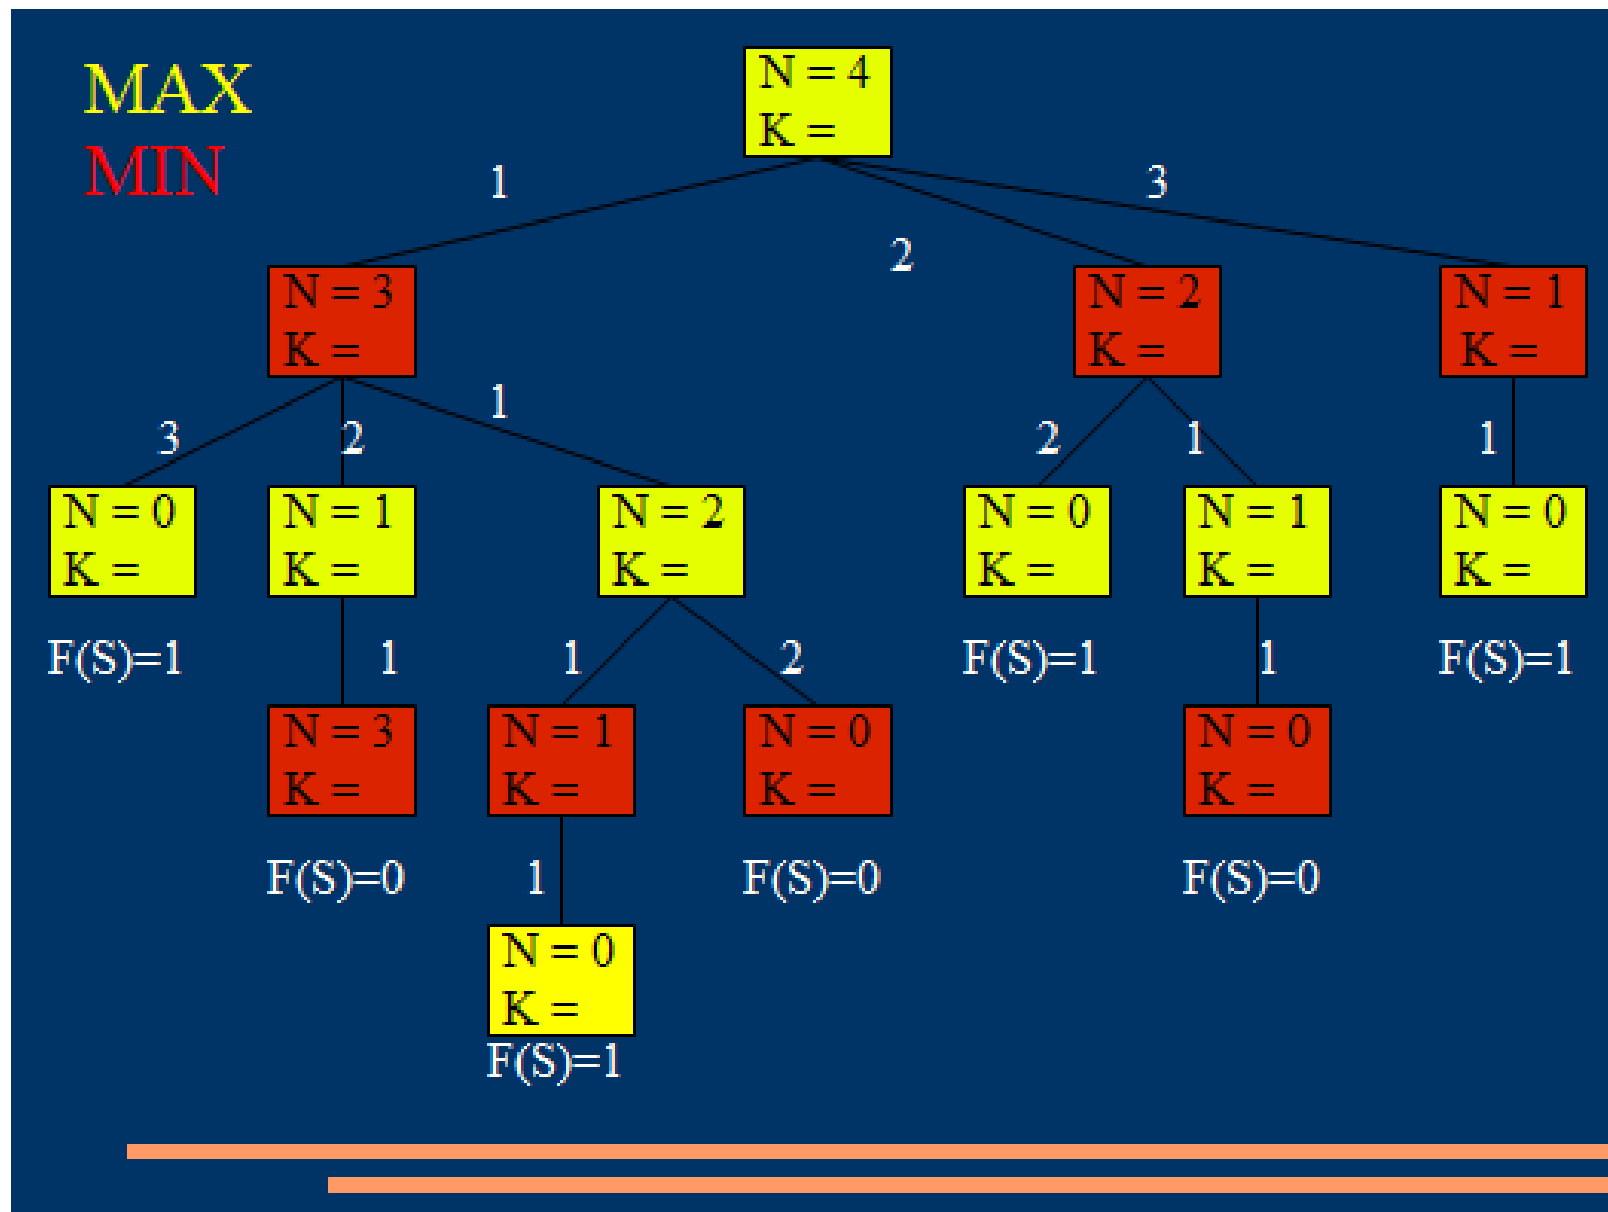 MAX
MIN
N = 4
K =
1
3
2
N = 3
K =
N = 2
K =
N = 1
K =
1
3
2
2
1
1
N = 0
K =
N = 1
K =
N = 2
K =
N = 0
K =
N = 1
K =
N = 0
K =
F(S)=1
1
1
2
F(S)=1
1
F(S)=1
N = 3
K =
N = 1
K =
N = 0
K =
N = 0
K =
F(S)=0
1
F(S)=0
F(S)=0
N = 0
K =
F(S)=1